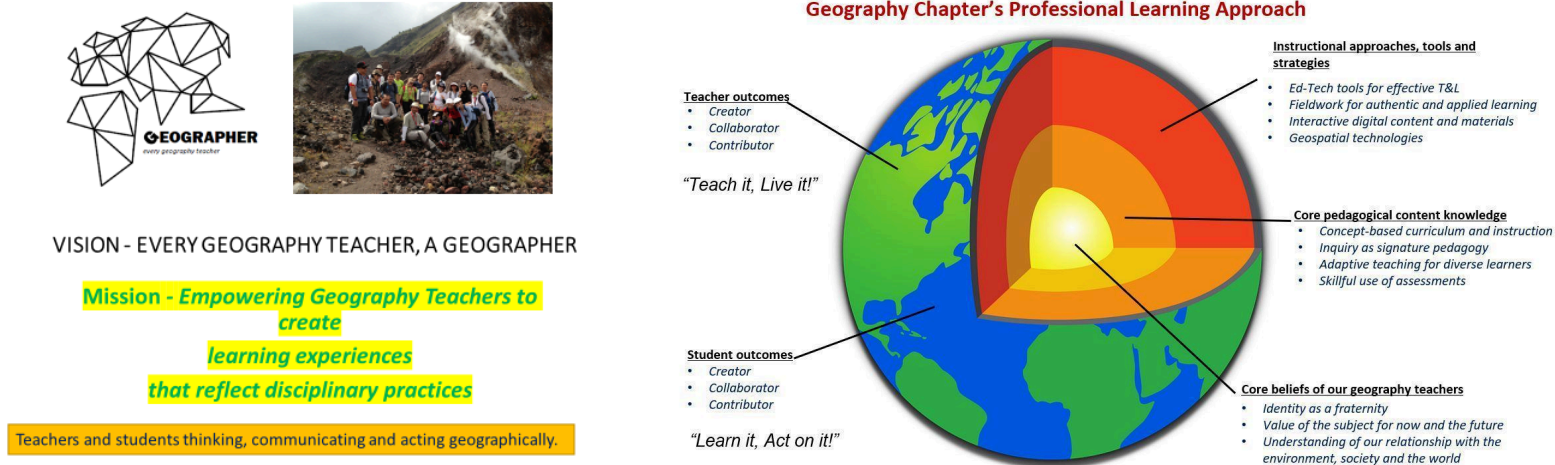 GEOGRAPHER
every geography teacher
VISION - EVERY GEOGRAPHY TEACHER, A GEOGRAPHER
Mission - Empowering Geography Teachers to
create
learning experiences
that reflect disciplinary practices
Teachers and students thinking, communicating and acting geographically.
Geography Chapter's Professional Learning Approach
Teacher outcomes
• Creator
• Collaborator
• Contributor
"Teach it, Live it!"
Student outcomes
• Creator
• Collaborator
• Contributor
"Learn it, Act on it!"
Instructional approaches, tools and
strategies
• Ed-Tech tools for effective T&L
• Fieldwork for authentic and applied learning
• Interactive digital content and materials
• Geospatial technologies
Core pedagogical content knowledge
• Concept-based curriculum and instruction
• Inquiry as signature pedagogy
• Adaptive teaching for diverse learners
• Skillful use of assessments
Core beliefs of our geography teachers
• Identity as a fraternity
• Value of the subject for now and the future
• Understanding of our relationship with the
environment, society and the world